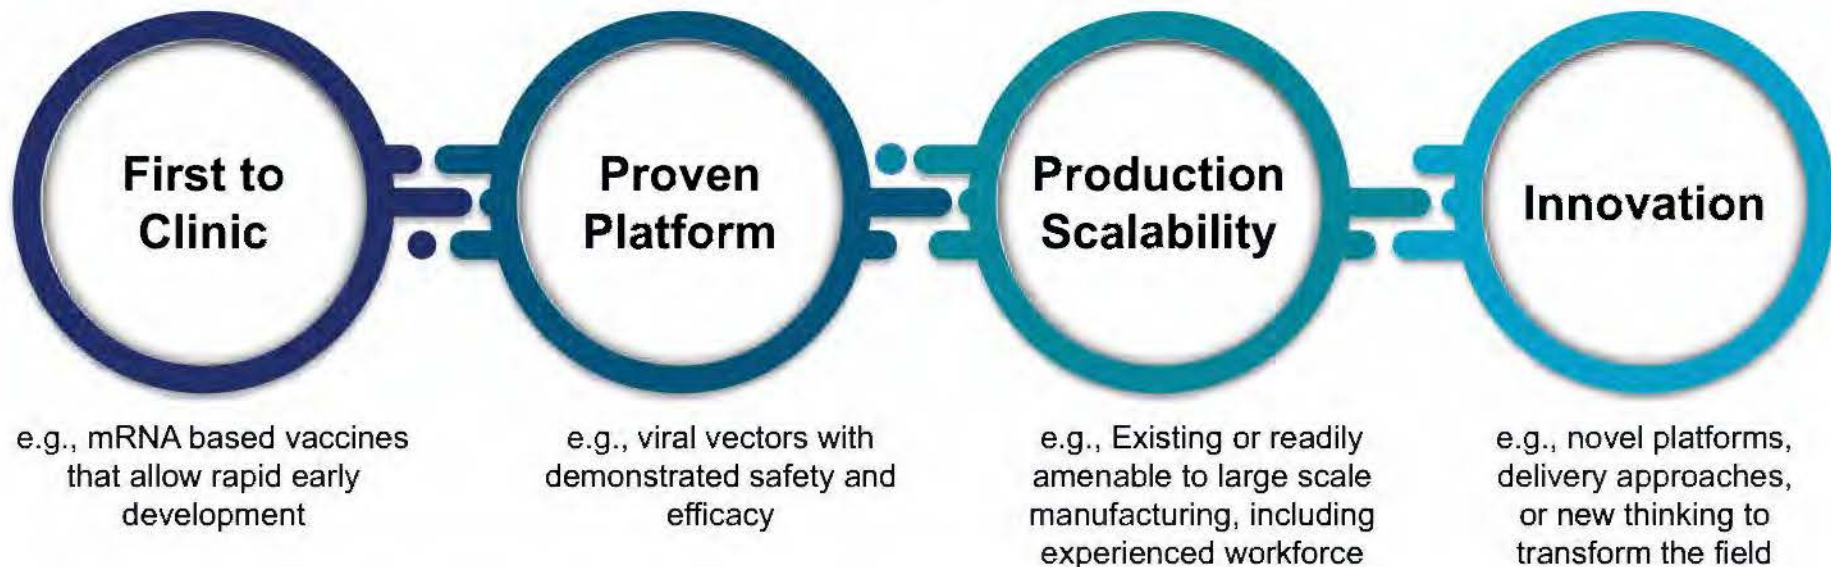 First to
Clinic
Proven
Platform
Production
Scalability
Innovation
e.g., mRNA based vaccines
that allow rapid early
development
e.g., viral vectors with
demonstrated safety and
efficacy
e.g., Existing or readily
amenable to large scale
manufacturing, including
experienced workforce
e.g., novel platforms,
delivery approaches,
or new thinking to
transform the field